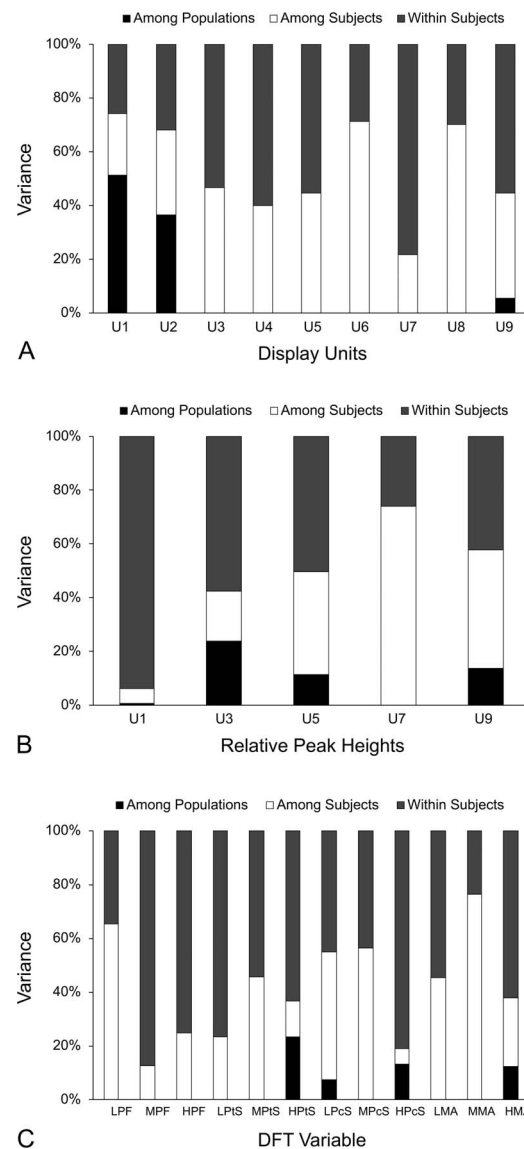 Among Populations Among Subjects Within Subjects
100%
80%
60%
40%
20%
0%
Variance
U1 U2 U3 U4 U5 U6 U7 U8 U9
A
Display Units
Among Populations Among Subjects Within Subjects
100%
80%
60%
40%
20%
0%
Variance
U1 U3 U5 U7 U9
B
Relative Peak Heights
Among Populations Among Subjects Within Subjects
100%
80%
60%
40%
20%
0%
Variance
LPF MPF HPF LPtS MPtS HPtS LPcS MPcS HPcS LMA MMA HM
C
DFT Variable